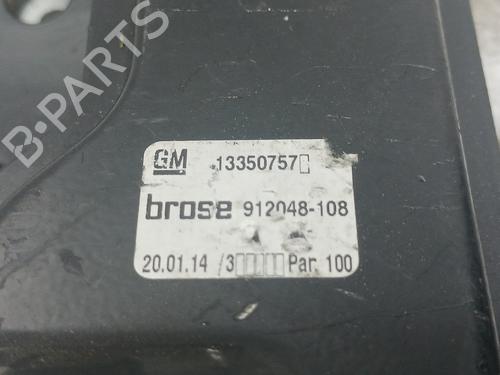 B-PARTS
GM 13350757
brose 912048-108
20.01.14 /3 Par 100